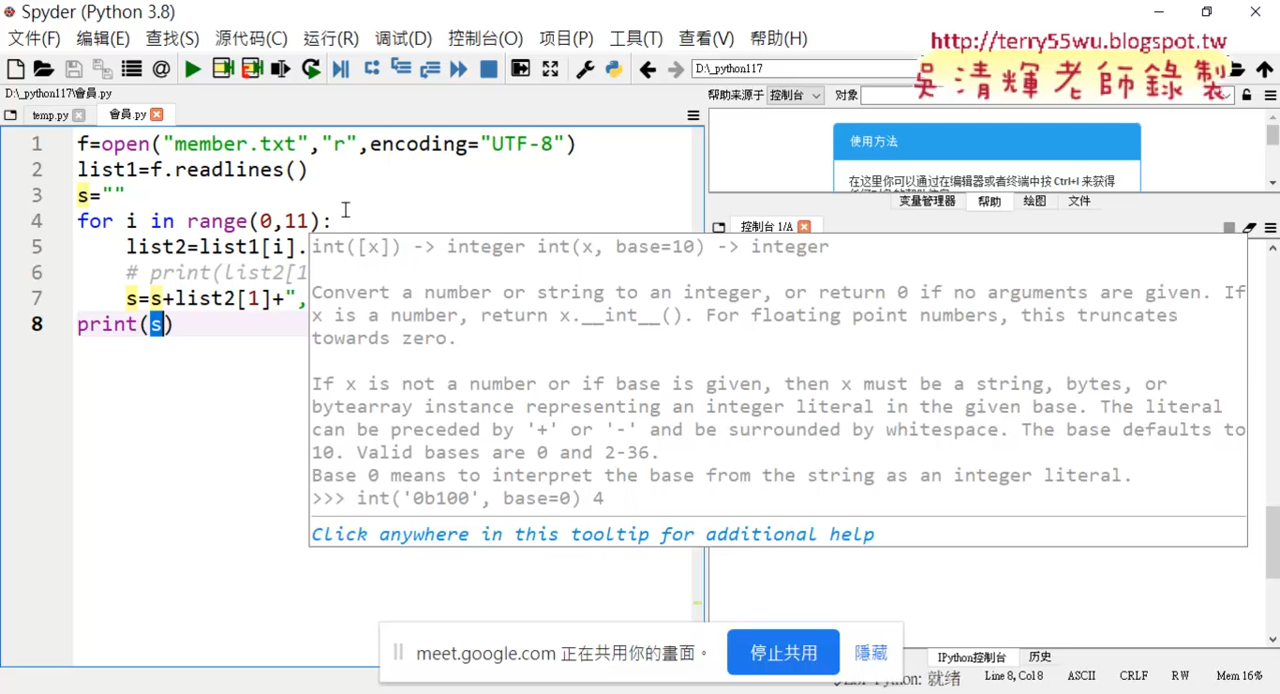 Spyder (Python 3.8)
文件(F) 编辑(E) 查找(S) 源代码(C) 运行(R) 调试(D) 控制台(O) 项目(P) 工具(T) 查看(V) 帮助(H)
http://terry55wu.blogspot.tw
吳清輝老師錄製
D:\_python117
D:\_python117\會員.py
帮助来源于 控制台 对象
temp.py 會員.py
1 f=open("member.txt","r",encoding="UTF-8")
2 list1=f.readlines()
3 s=""
4 for i in range(0,11):
5 list2=list1[i].
6 # print(list2[1
7 s=s+list2[1]+",
8 print(s)
使用方法
在这里你可以通过在编辑器或者终端中按 Ctrl+I 来获得
变量管理器 帮助 绘图 文件
控制台 1/A
int([x]) -> integer int(x, base=10) -> integer
Convert a number or string to an integer, or return 0 if no arguments are given. If
x is a number, return x.__int__(). For floating point numbers, this truncates
towards zero.
If x is not a number or if base is given, then x must be a string, bytes, or
bytearray instance representing an integer literal in the given base. The literal
can be preceded by '+' or '-' and be surrounded by whitespace. The base defaults to
10. Valid bases are 0 and 2-36.
Base 0 means to interpret the base from the string as an integer literal.
>>> int('0b100', base=0) 4
Click anywhere in this tooltip for additional help
meet.google.com 正在共用你的畫面。 停止共用 隱藏
IPython控制台 历史
Python: 就绪 Line 8, Col 8 ASCII CRLF RW Mem 16%